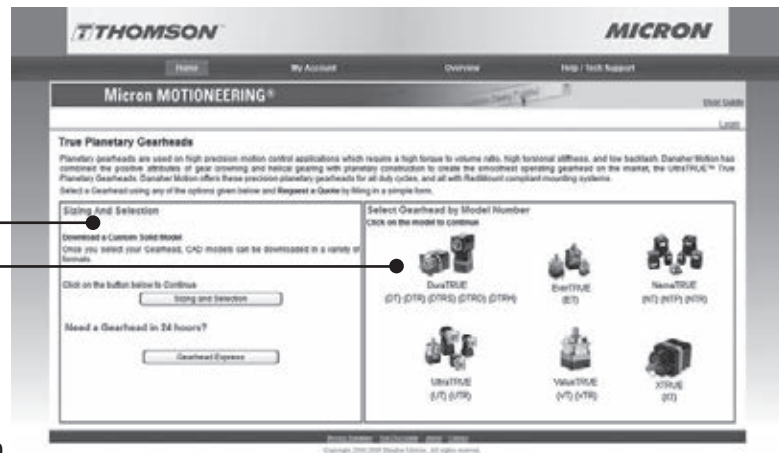 THOMSON
MICRON
Home My Account Overview Help / Tech Support
Micron MOTIONEERING®
User Guide
Login
True Planetary Gearheads
Planetary gearheads are used on high precision motion control applications which require a high torque to volume ratio, high torsional stiffness, and low backlash. Danaher Motion has
combined the positive attributes of gear crowning and helical gearing with planetary construction to create the smoothest operating gearhead on the market, the UltraTRUE™ True
Planetary Gearheads. Danaher Motion offers these precision planetary gearheads for all duty cycles, and all with RediMount compliant mounting systems.
Select a Gearhead using any of the options given below and Request a Quote by filling in a simple form.
Sizing And Selection
Download a Custom Solid Model
Once you select your Gearhead, CAD models can be downloaded in a variety of
formats.
Click on the button below to Continue
Sizing and Selection
Need a Gearhead in 24 hours?
Gearhead Express
Select Gearhead by Model Number
Click on the model to continue
DuraTRUE
(DT) (DTR) (DTRS) (DTRD) (DTRH)
EverTRUE
(ET)
NemaTRUE
(NT) (NTP) (NTR)
UltraTRUE
(UT) (UTR)
ValueTRUE
(VT) (VTR)
XTRUE
(XT)